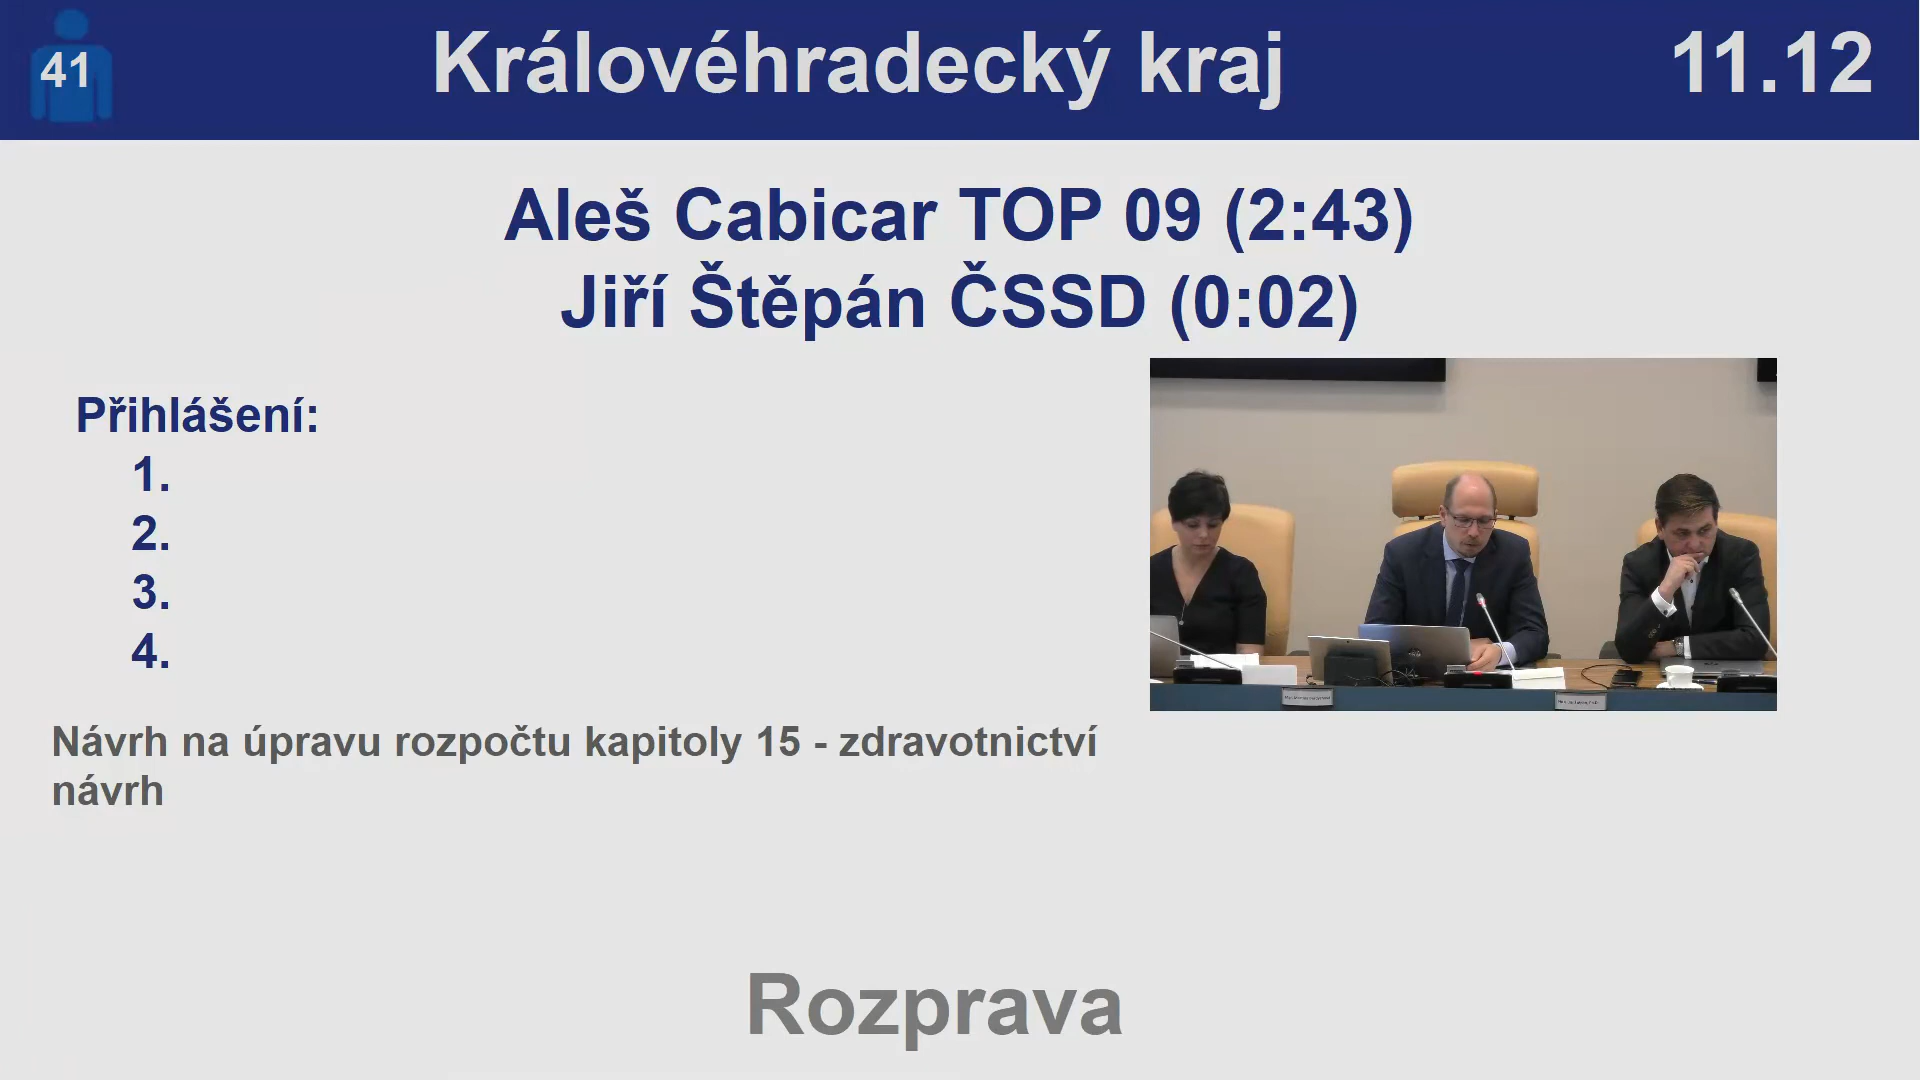 41
Královéhradecký kraj
11.12
Aleš Cabicar TOP 09 (2:43)
Jiří Štěpán ČSSD (0:02)
Přihlášení:
1.
2.
3.
4.
Návrh na úpravu rozpočtu kapitoly 15 - zdravotnictví
návrh
Rozprava